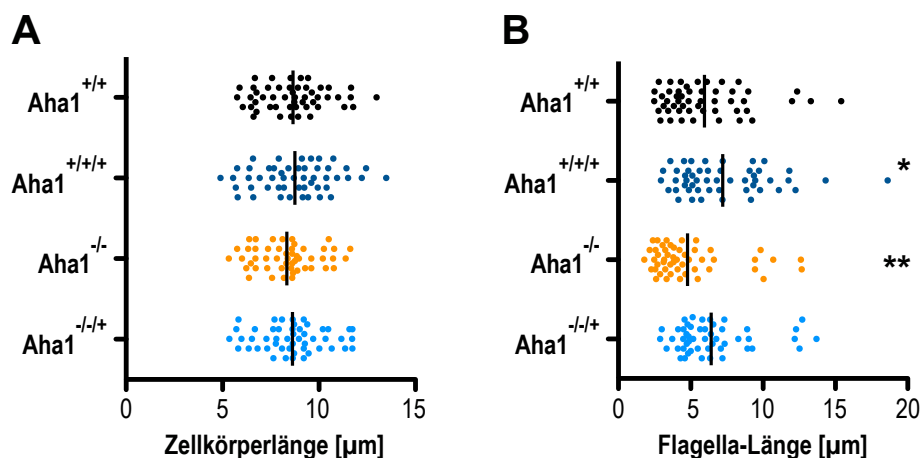 A
Aha1+/+
Aha1+/+/+
Aha1-/-
Aha1-/-/+
0 5 10 15
Zellkörperlänge [µm]
B
Aha1+/+
Aha1+/+/+ *
Aha1-/- **
Aha1-/-/+
0 5 10 15 20
Flagella-Länge [µm]